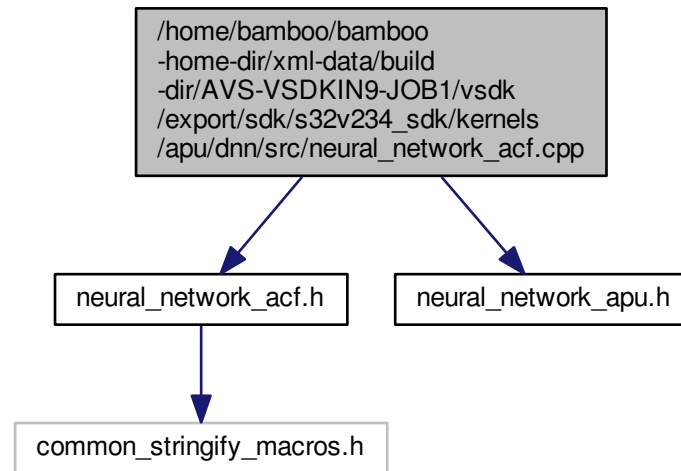 /home/bamboo/bamboo
-home-dir/xml-data/build
-dir/AVS-VSDKIN9-JOB1/vsdk
/export/sdk/s32v234_sdk/kernels
/apu/dnn/src/neural_network_acf.cpp
neural_network_acf.h
neural_network_apu.h
common_stringify_macros.h